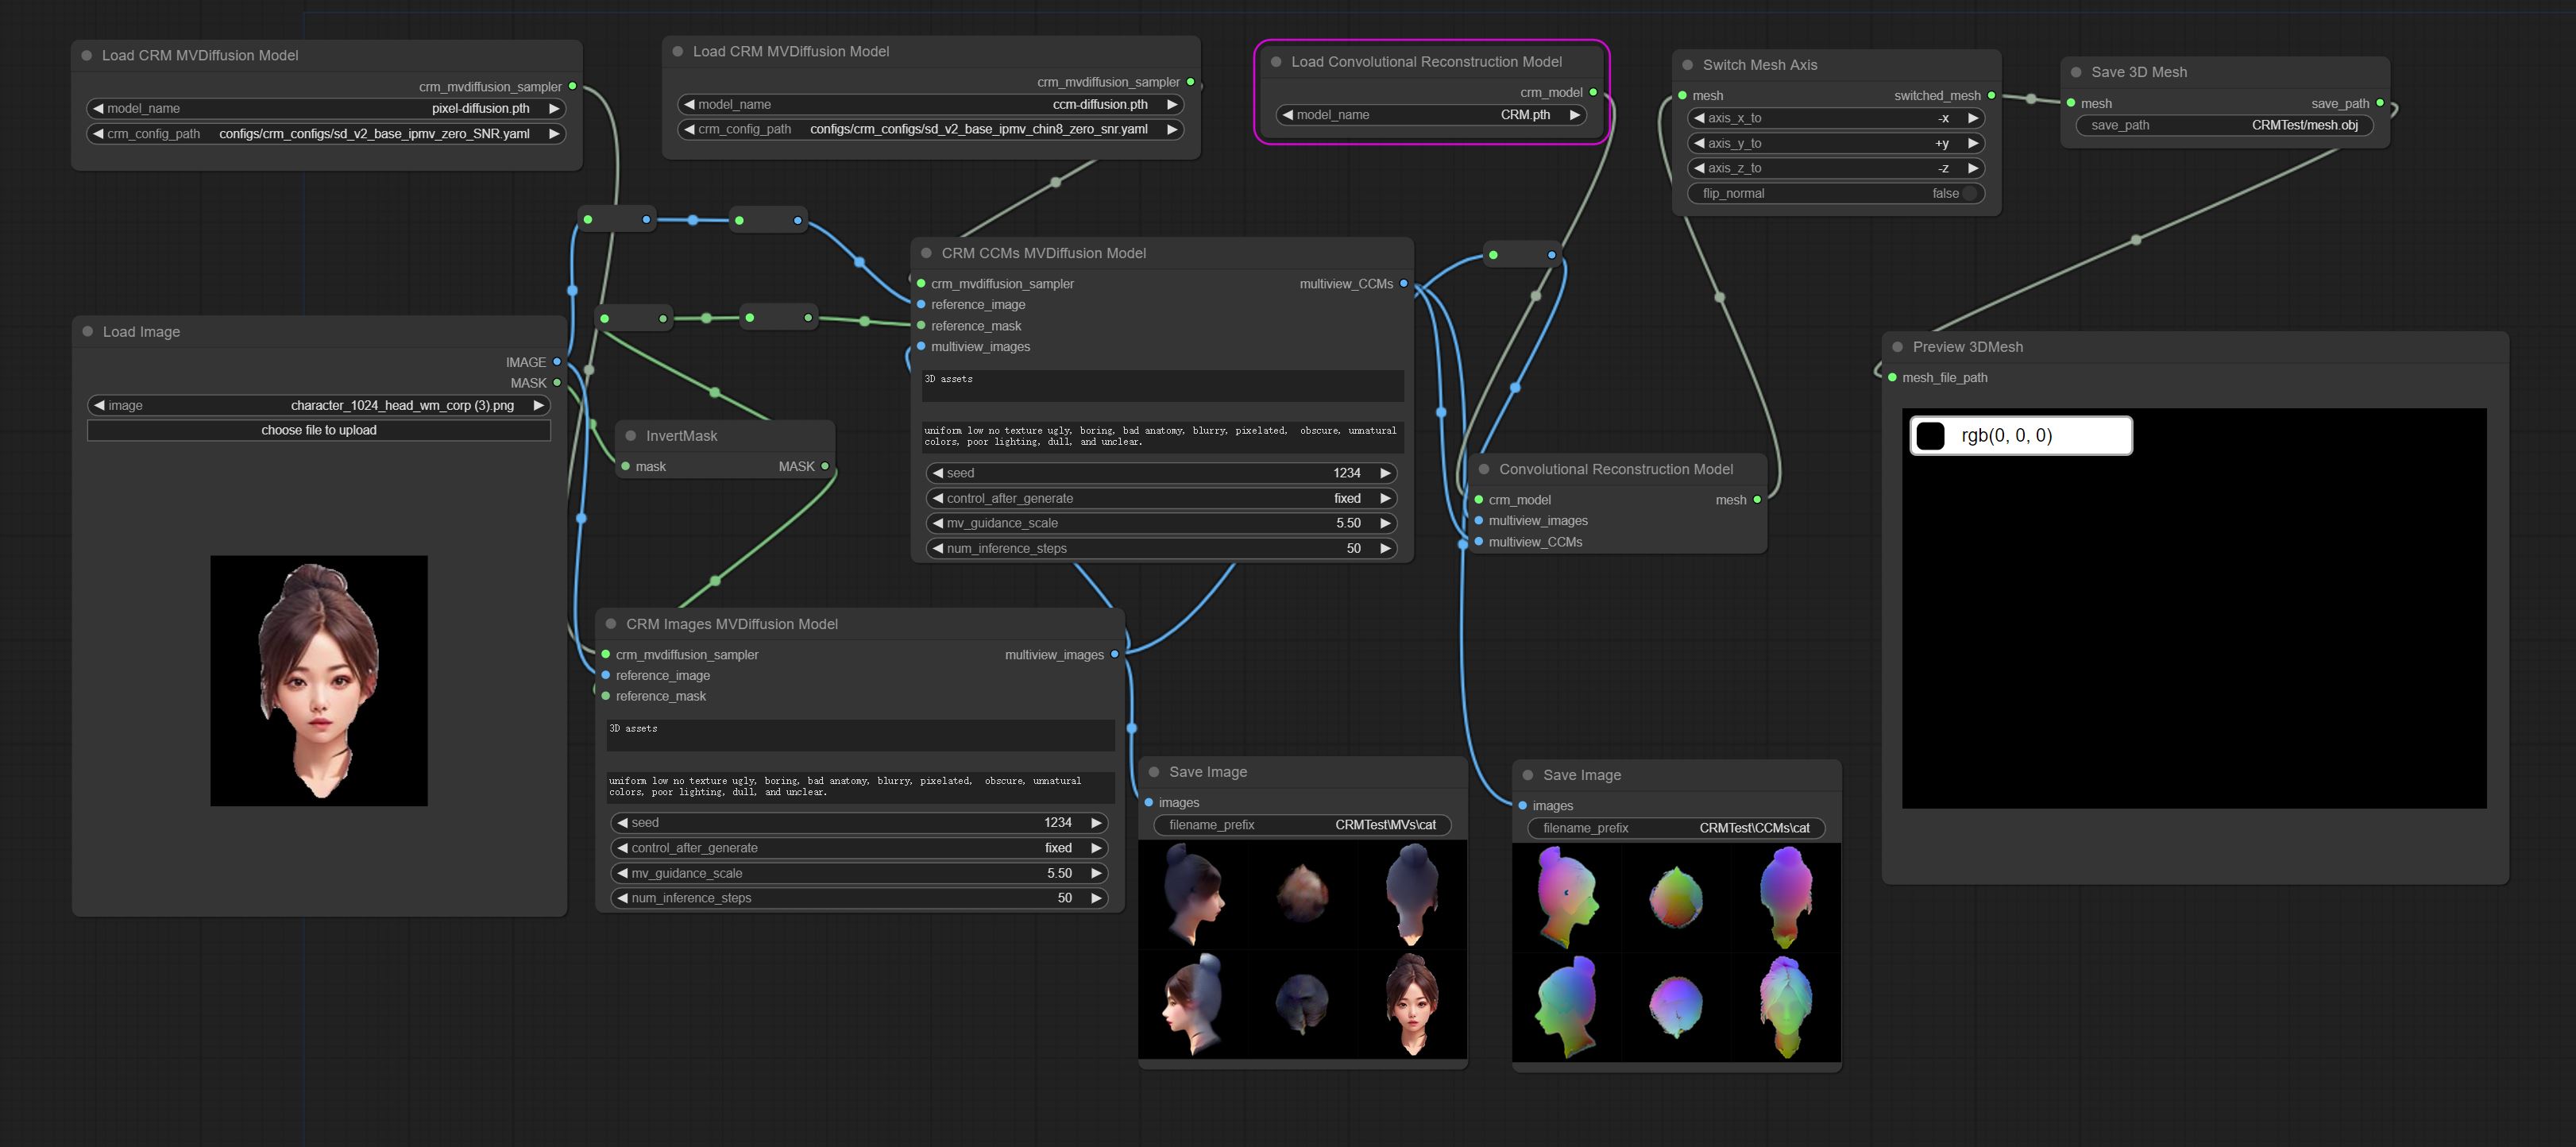 Load CRM MVDiffusion Model
crm_mvdiffusion_sampler
model_name pixel-diffusion.pth
crm_config_path configs/crm_configs/sd_v2_base_ipmv_zero_SNR.yaml
Load CRM MVDiffusion Model
crm_mvdiffusion_sampler
model_name ccm-diffusion.pth
crm_config_path configs/crm_configs/sd_v2_base_ipmv_chin8_zero_snr.yaml
Load Convolutional Reconstruction Model
crm_model
model_name CRM.pth
Switch Mesh Axis
mesh switched_mesh
axis_x_to -x
axis_y_to +y
axis_z_to -z
flip_normal false
Save 3D Mesh
mesh save_path
save_path CRMTest/mesh.obj
Load Image
IMAGE
MASK
image character_1024_head_wm_corp (3).png
choose file to upload
InvertMask
mask MASK
CRM CCMs MVDiffusion Model
crm_mvdiffusion_sampler multiview_CCMs
reference_image
reference_mask
multiview_images
3D assets
uniform low no texture ugly, boring, bad anatomy, blurry, pixelated,  obscure, unnatural
colors, poor lighting, dull, and unclear.
seed 1234
control_after_generate fixed
mv_guidance_scale 5.50
num_inference_steps 50
Convolutional Reconstruction Model
crm_model mesh
multiview_images
multiview_CCMs
Preview 3DMesh
mesh_file_path
rgb(0, 0, 0)
CRM Images MVDiffusion Model
crm_mvdiffusion_sampler multiview_images
reference_image
reference_mask
3D assets
uniform low no texture ugly, boring, bad anatomy, blurry, pixelated,  obscure, unnatural
colors, poor lighting, dull, and unclear.
seed 1234
control_after_generate fixed
mv_guidance_scale 5.50
num_inference_steps 50
Save Image
images
filename_prefix CRMTest\MVs\cat
Save Image
images
filename_prefix CRMTest\CCMs\cat